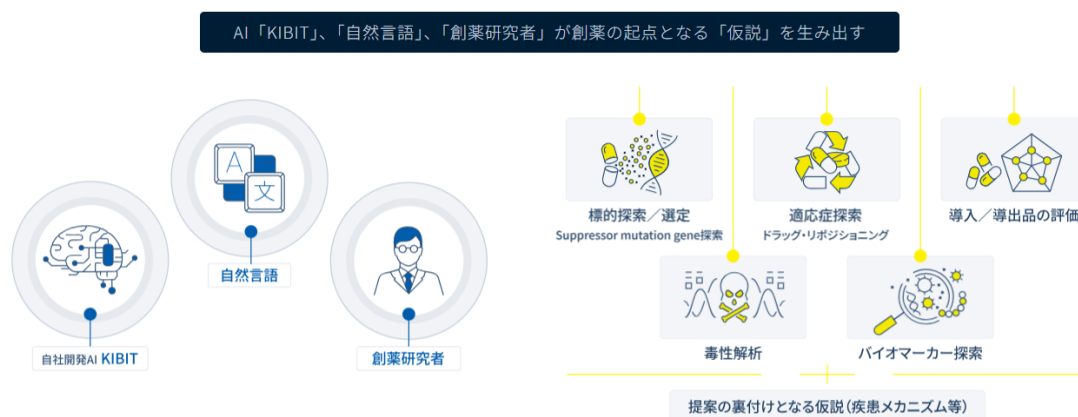 AI「KIBIT」、「自然言語」、「創薬研究者」が創薬の起点となる「仮説」を生み出す
A
文
自然言語
自社開発AI KIBIT
創薬研究者
標的探索／選定
Suppressor mutation gene探索
適応症探索
ドラッグ・リポジショニング
導入／導出品の評価
毒性解析
バイオマーカー探索
提案の裏付けとなる仮説（疾患メカニズム等）